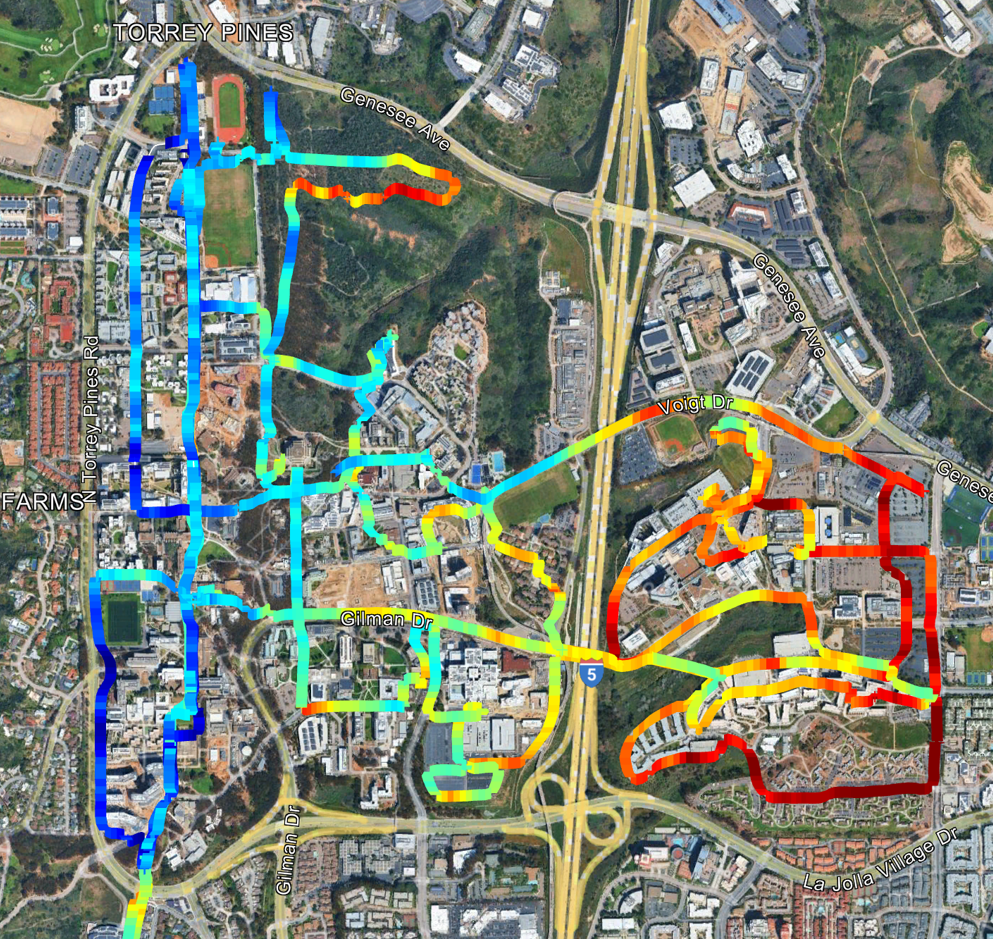 TORREY PINES
Genesee Ave
Genesee Ave
N Torrey Pines Rd
Voigt Dr
Genese
FARMS
Gilman Dr
5
Gilman Dr
La Jolla Village Dr